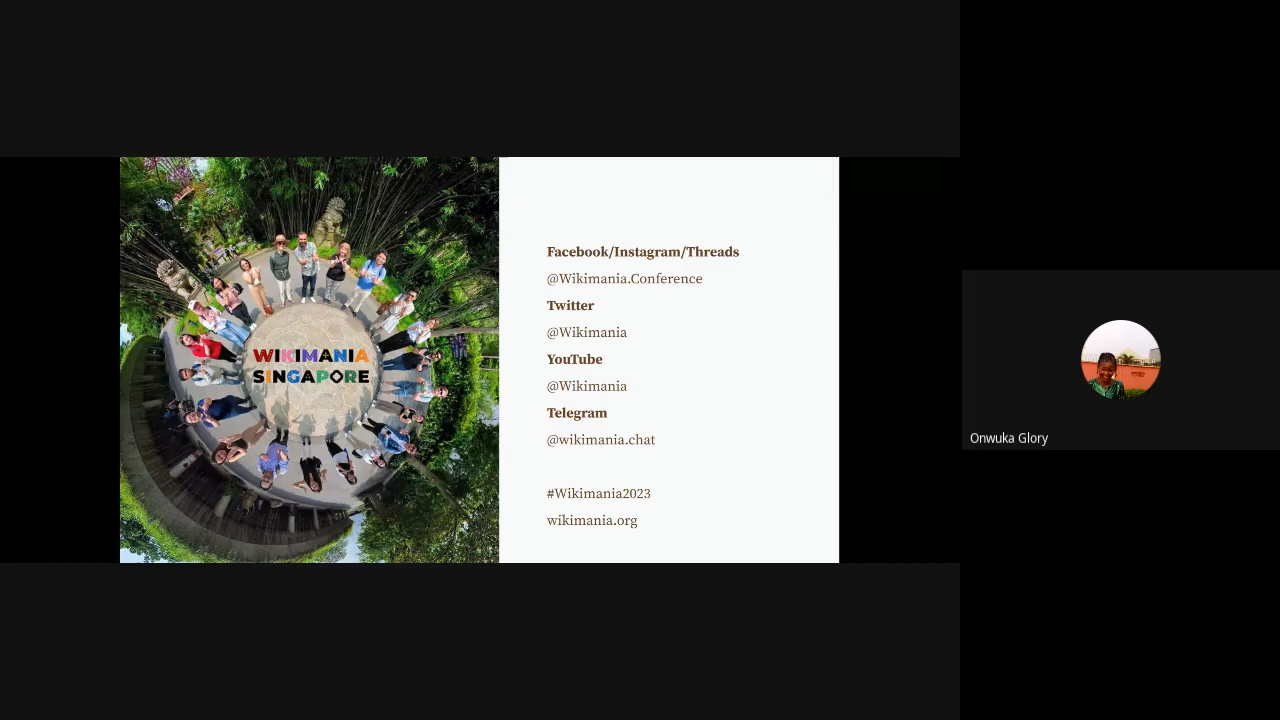 WIKIMANIA
SINGAPORE
Facebook/Instagram/Threads
@Wikimania.Conference
Twitter
@Wikimania
YouTube
@Wikimania
Telegram
@wikimania.chat
#Wikimania2023
wikimania.org
Onwuka Glory